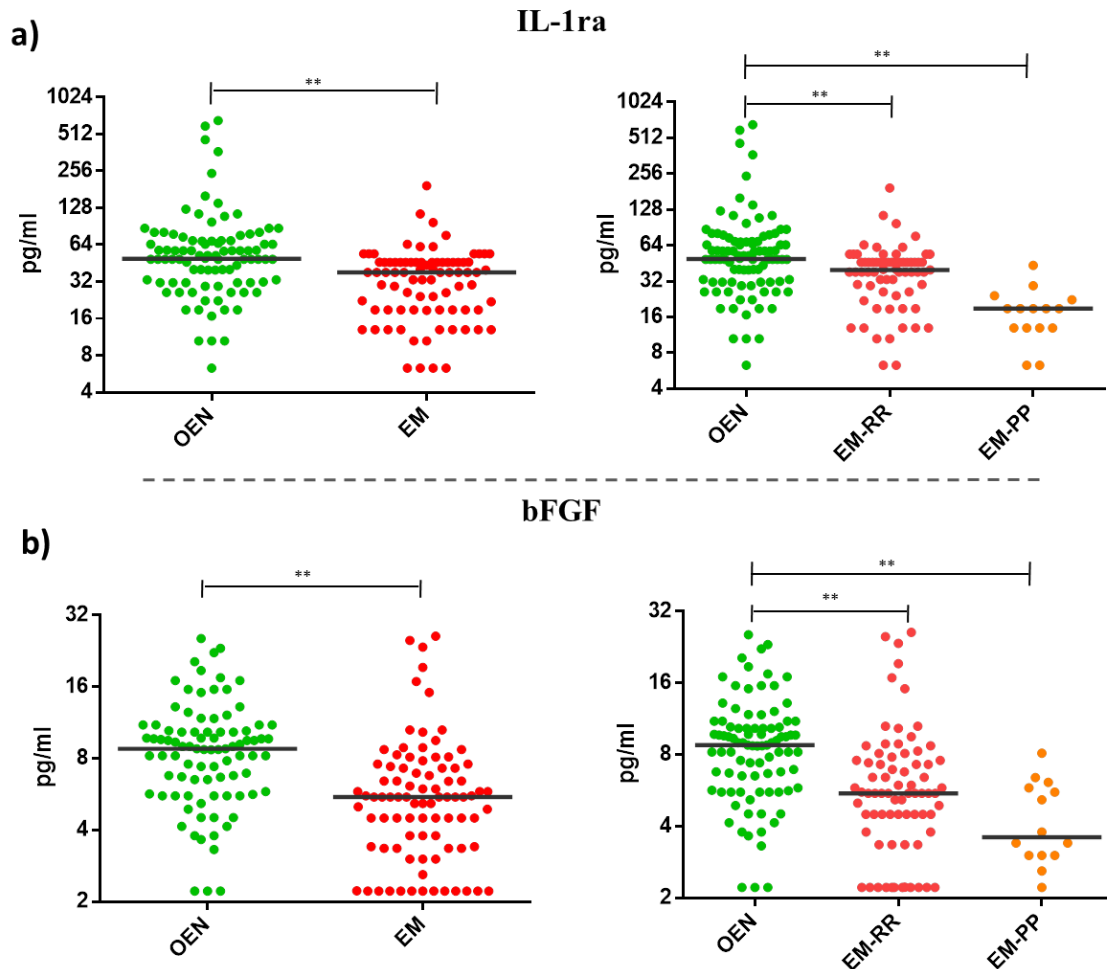 IL-1ra
a)
**
1024
512
256
128
64
32
16
8
4
pg/ml
OEN
EM
**
**
1024
512
256
128
64
32
16
8
4
pg/ml
OEN
EM-RR
EM-PP
bFGF
b)
**
32
16
8
4
2
pg/ml
OEN
EM
**
**
32
16
8
4
2
pg/ml
OEN
EM-RR
EM-PP